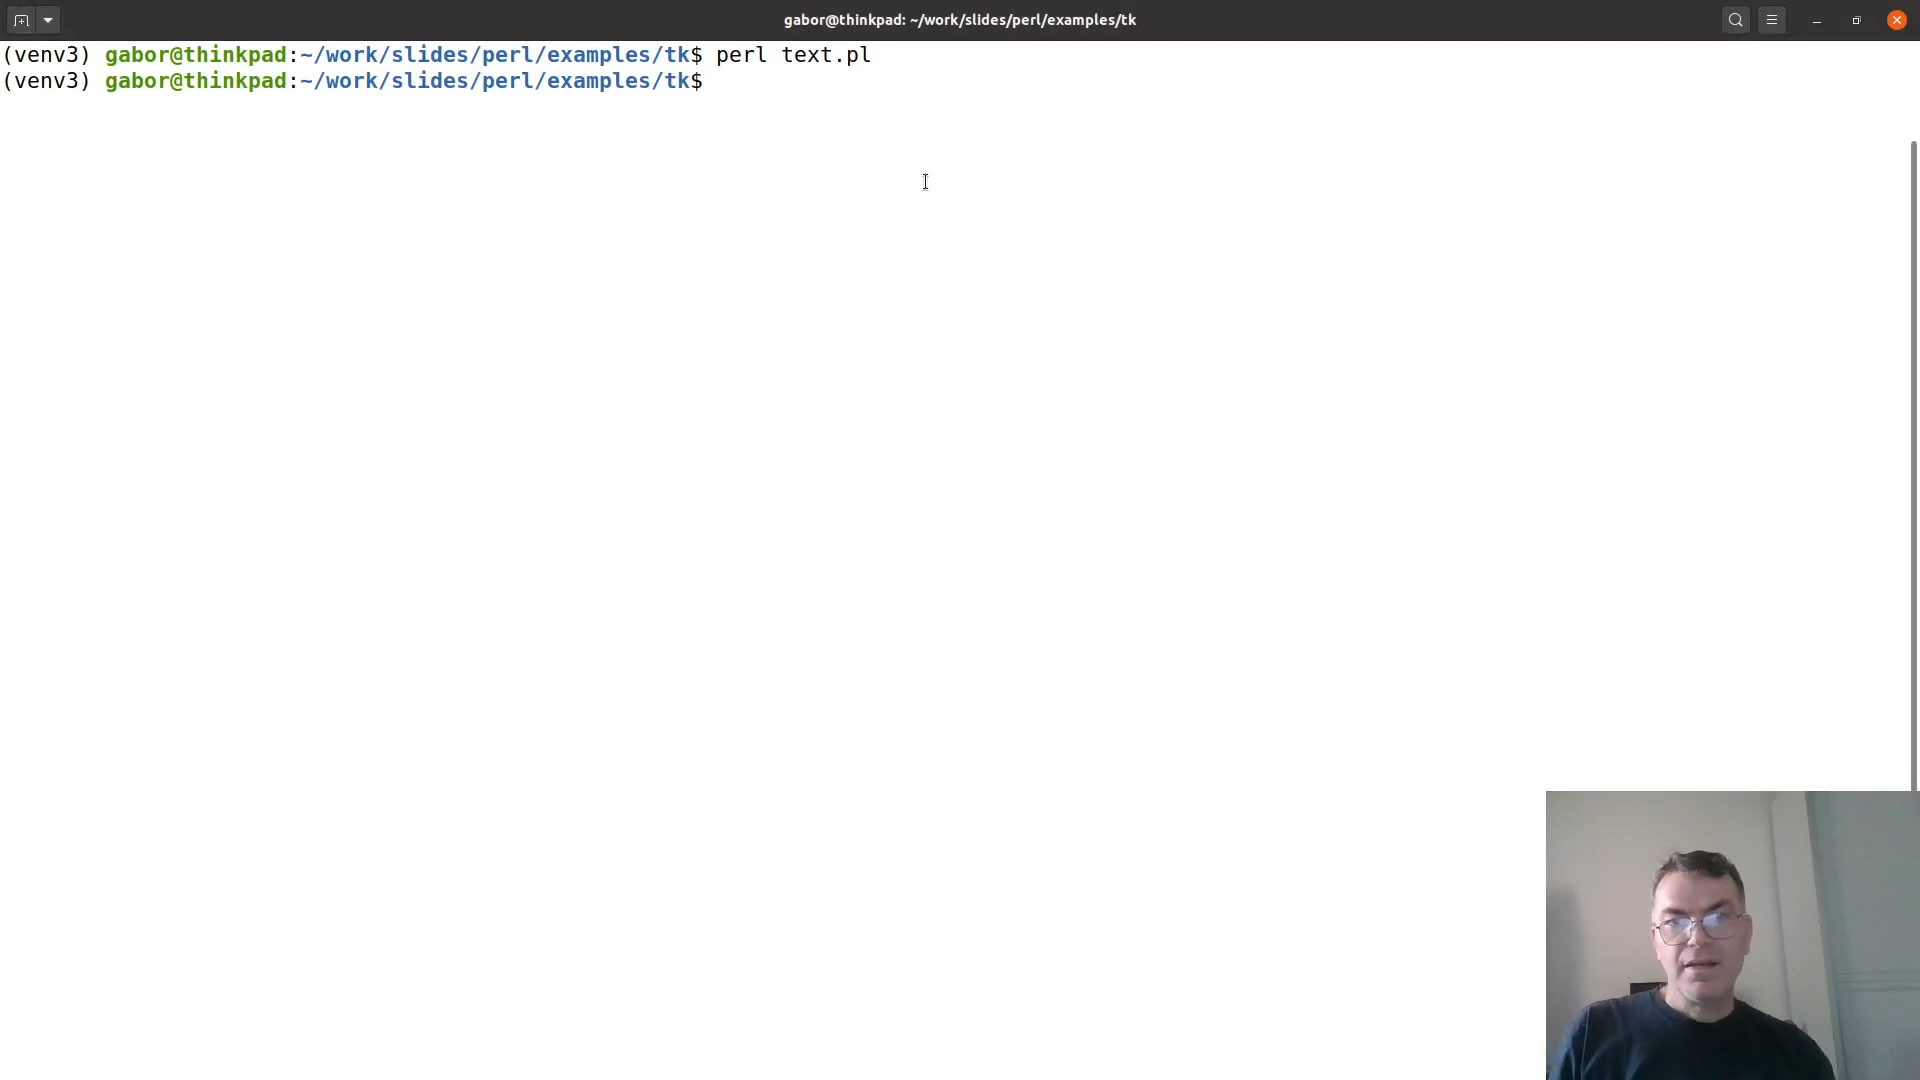 gabor@thinkpad: ~/work/slides/perl/examples/tk
(venv3) gabor@thinkpad:~/work/slides/perl/examples/tk$ perl text.pl
(venv3) gabor@thinkpad:~/work/slides/perl/examples/tk$